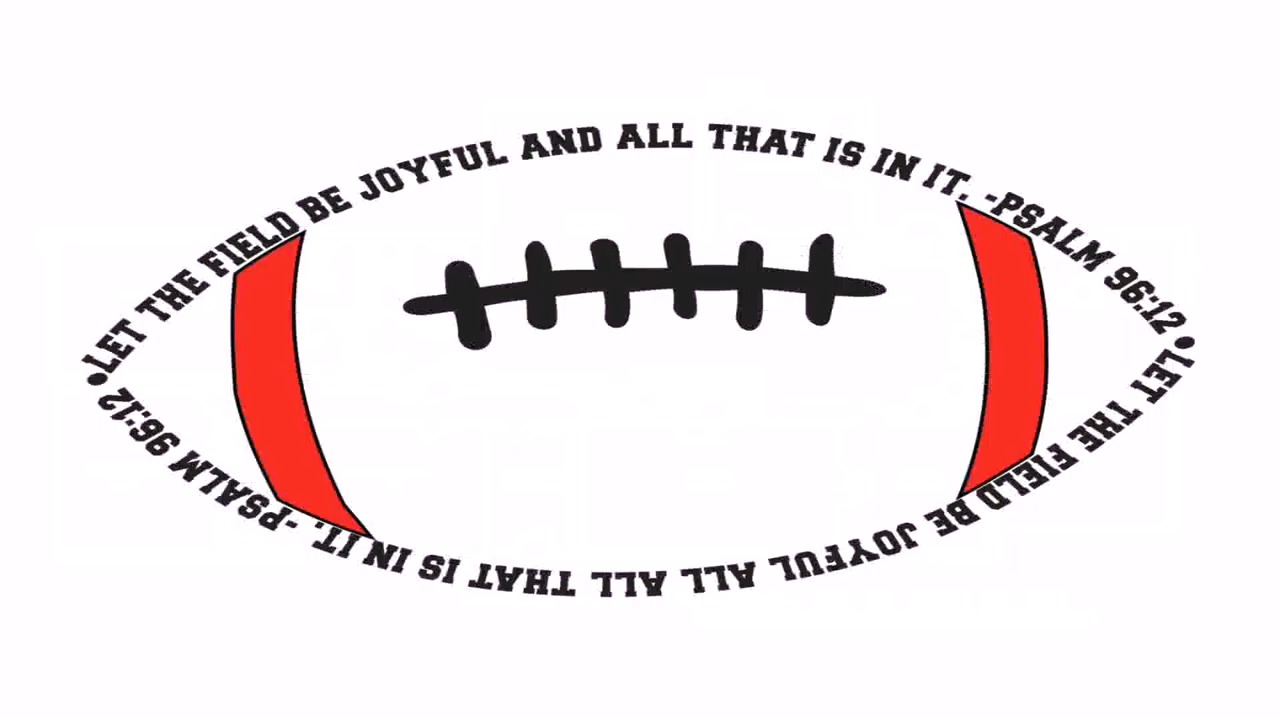 LET THE FIELD BE JOYFUL AND ALL THAT IS IN IT. -PSALM 96:12
LET THE FIELD BE JOYFUL ALL ALL THAT IS IN IT. -PSALM 96:12